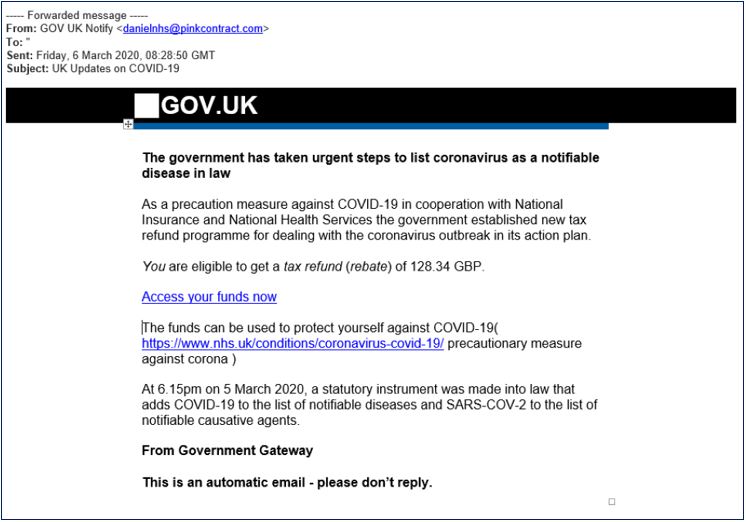 ----- Forwarded message -----
From: GOV UK Notify <danielnhs@pinkcontract.com>
To: "
Sent: Friday, 6 March 2020, 08:28:50 GMT
Subject: UK Updates on COVID-19
GOV.UK
The government has taken urgent steps to list coronavirus as a notifiable
disease in law
As a precaution measure against COVID-19 in cooperation with National
Insurance and National Health Services the government established new tax
refund programme for dealing with the coronavirus outbreak in its action plan.
You are eligible to get a tax refund (rebate) of 128.34 GBP.
Access your funds now
The funds can be used to protect yourself against COVID-19(
https://www.nhs.uk/conditions/coronavirus-covid-19/ precautionary measure
against corona )
At 6.15pm on 5 March 2020, a statutory instrument was made into law that
adds COVID-19 to the list of notifiable diseases and SARS-COV-2 to the list of
notifiable causative agents.
From Government Gateway
This is an automatic email - please don’t reply.